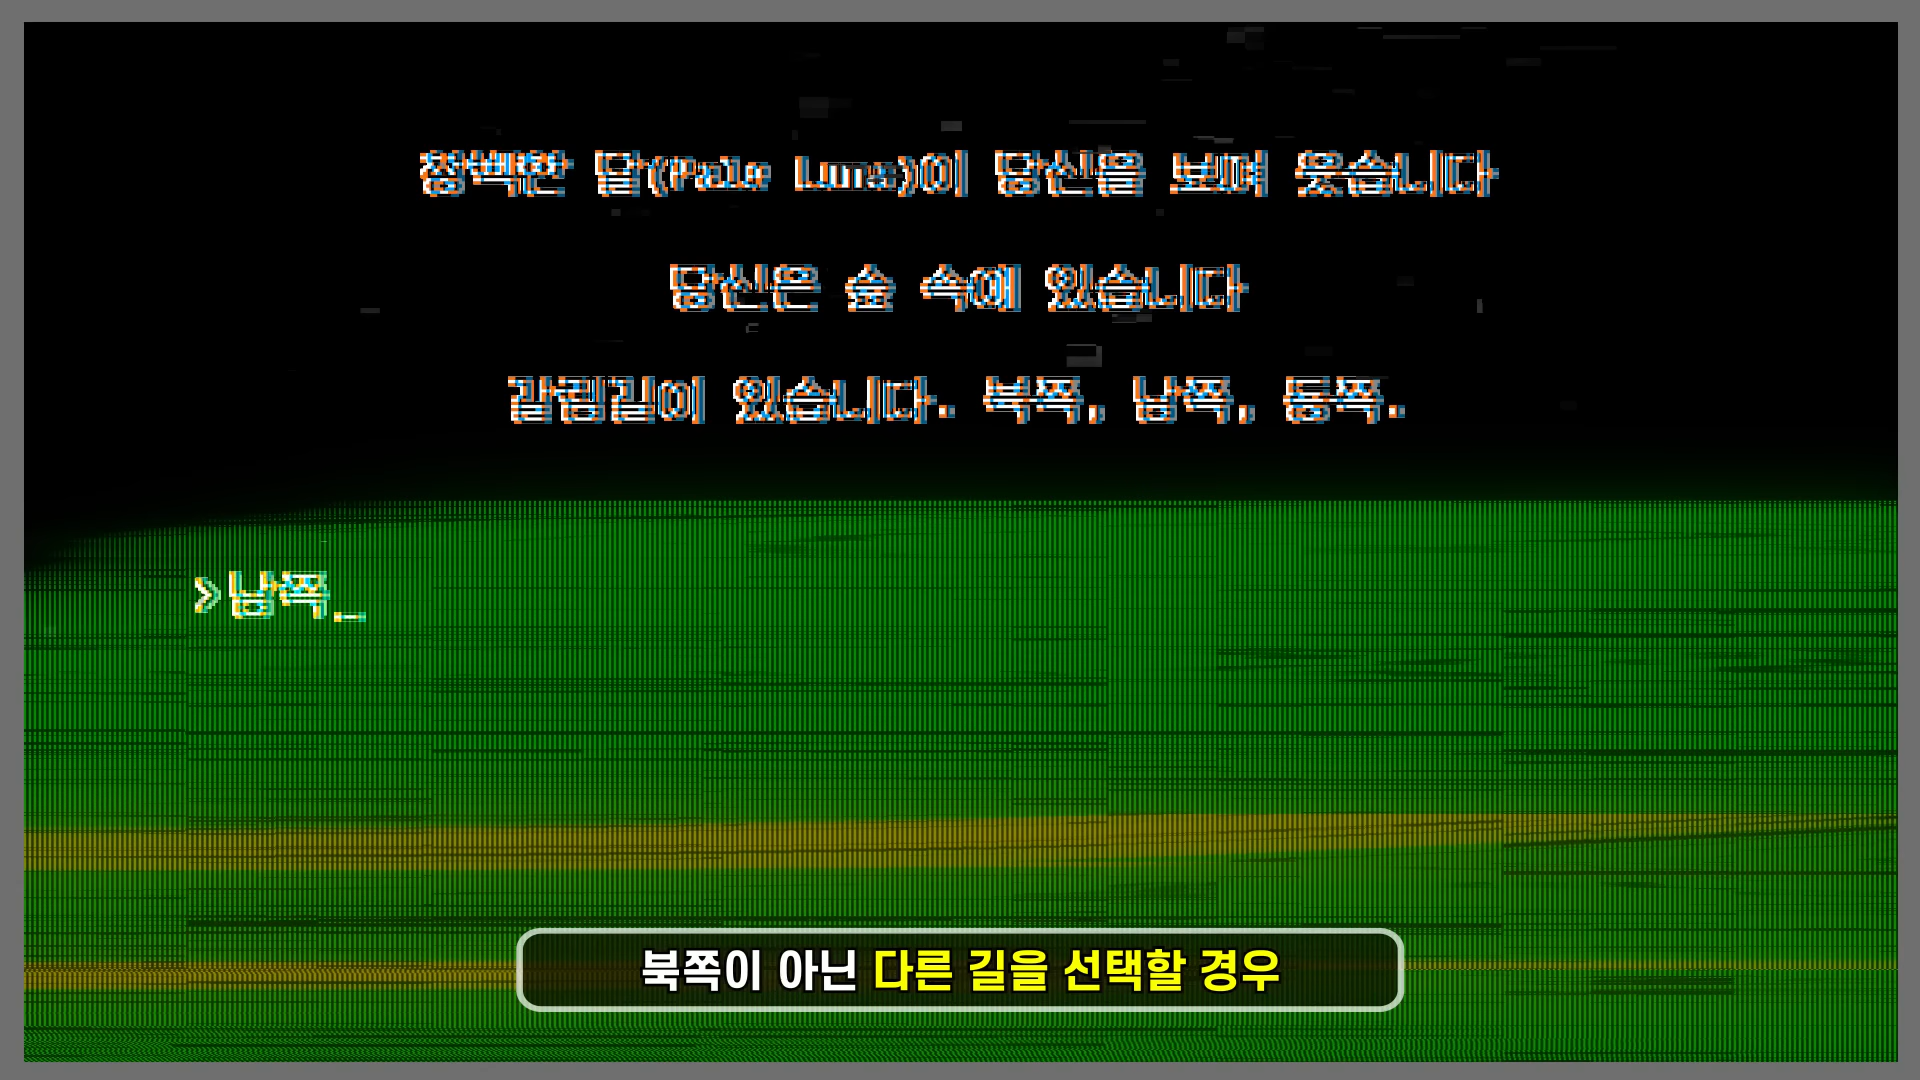 창백한 달(Pale Luna)이 당신을 보며 웃습니다
당신은 숲 속에 있습니다
갈림길이 있습니다. 북쪽, 남쪽, 동쪽.
»남쪽_
북쪽이 아닌 다른 길을 선택할 경우